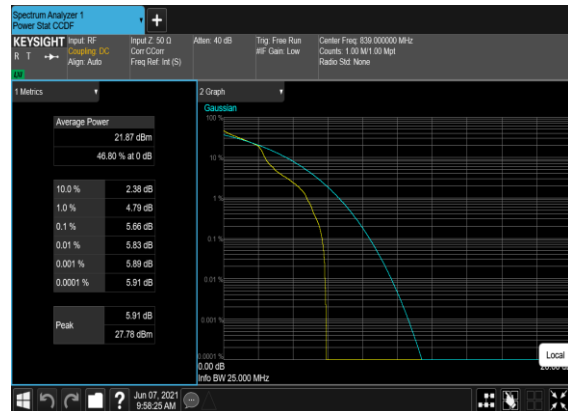 Spectrum Analyzer 1
Power Stat CCDF
KEYSIGHT
R T
LXI
Input: RF
Coupling: DC
Align: Auto
Input Z: 50 Ω
Corr CCorr
Freq Ref: Int (S)
Atten: 40 dB
Trig: Free Run
#IF Gain: Low
Center Freq: 839.000000 MHz
Counts: 1.00 M/1.00 Mpt
Radio Std: None
1 Metrics
Average Power
21.87 dBm
46.80 % at 0 dB
10.0 % 2.38 dB
1.0 % 4.79 dB
0.1 % 5.66 dB
0.01 % 5.83 dB
0.001 % 5.89 dB
0.0001 % 5.91 dB
Peak 5.91 dB
27.78 dBm
2 Graph
Gaussian
100 %
10 %
1 %
0.1 %
0.01 %
0.001 %
0.0001 %
0.00 dB
Info BW 25.000 MHz
Local
?
Jun 07, 2021
9:58:25 AM